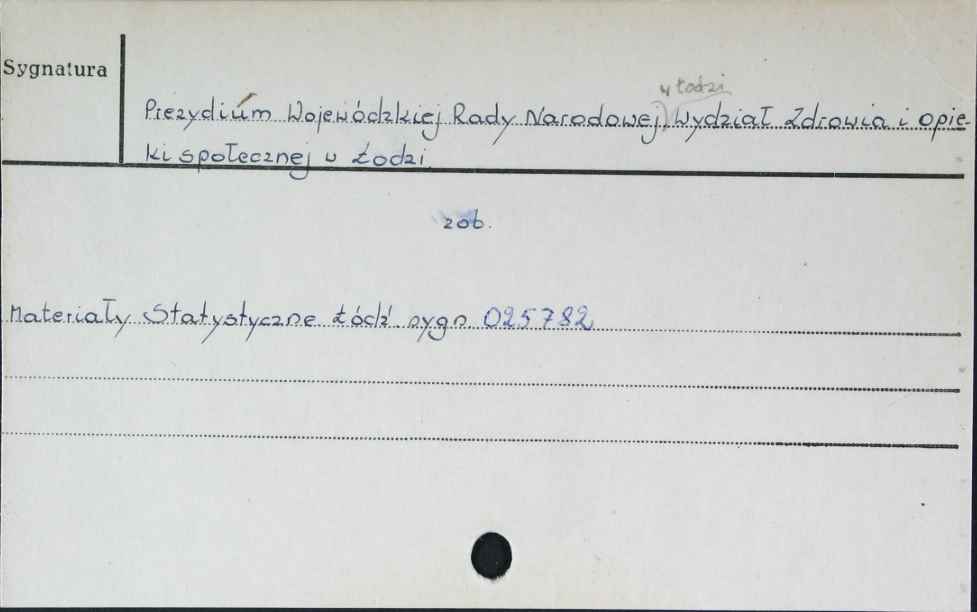 Sygnatura
w Łodzi
Prezydium Wojewódzkiej Rady Narodowej) Wydział Zdrowia i Opie-
ki społecznej w Łodzi
zob.
Materiały Statystyczne Łódź sygn. 025782